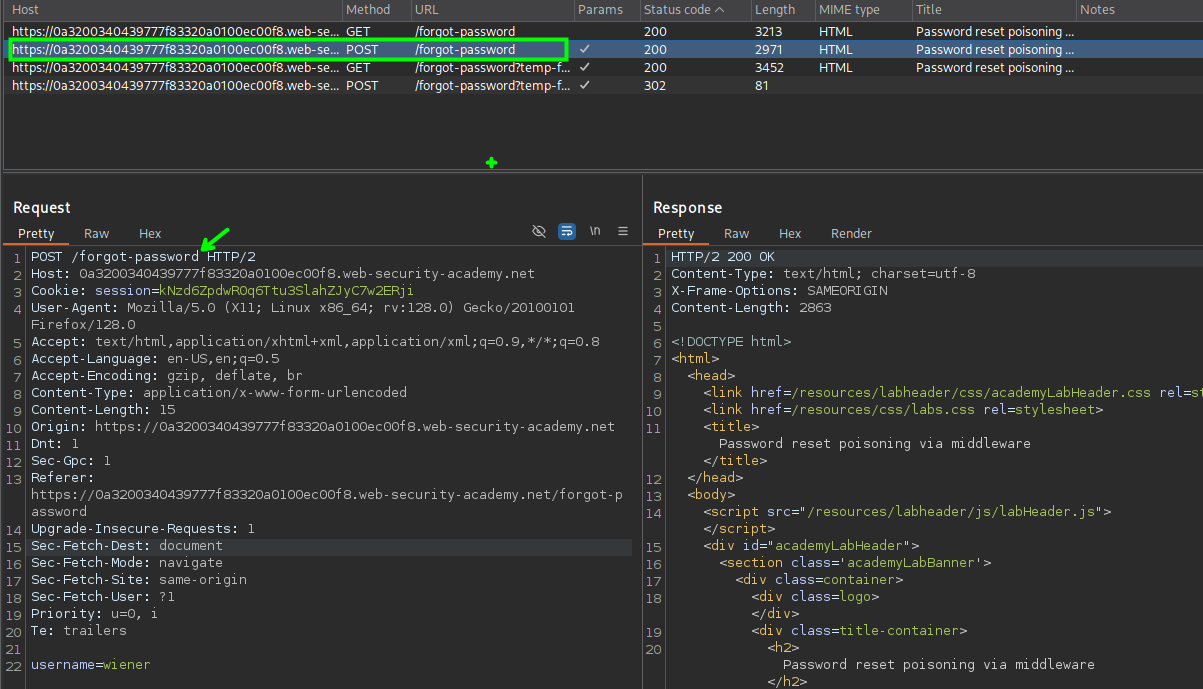 Host Method URL Params Status code Length MIME type Title Notes
https://0a3200340439777f83320a0100ec00f8.web-se... GET /forgot-password 200 3213 HTML Password reset poisoning ...
https://0a3200340439777f83320a0100ec00f8.web-se... POST /forgot-password ✓ 200 2971 HTML Password reset poisoning ...
https://0a3200340439777f83320a0100ec00f8.web-se... GET /forgot-password?temp-f... ✓ 200 3452 HTML Password reset poisoning ...
https://0a3200340439777f83320a0100ec00f8.web-se... POST /forgot-password?temp-f... ✓ 302 81
Request
Pretty Raw Hex \n
1 POST /forgot-password HTTP/2
2 Host: 0a3200340439777f83320a0100ec00f8.web-security-academy.net
3 Cookie: session=kNzd6ZpdwR0q6Ttu3SlahZJyC7w2ERji
4 User-Agent: Mozilla/5.0 (X11; Linux x86_64; rv:128.0) Gecko/20100101
Firefox/128.0
5 Accept: text/html,application/xhtml+xml,application/xml;q=0.9,*/*;q=0.8
6 Accept-Language: en-US,en;q=0.5
7 Accept-Encoding: gzip, deflate, br
8 Content-Type: application/x-www-form-urlencoded
9 Content-Length: 15
10 Origin: https://0a3200340439777f83320a0100ec00f8.web-security-academy.net
11 Dnt: 1
12 Sec-Gpc: 1
13 Referer:
https://0a3200340439777f83320a0100ec00f8.web-security-academy.net/forgot-p
assword
14 Upgrade-Insecure-Requests: 1
15 Sec-Fetch-Dest: document
16 Sec-Fetch-Mode: navigate
17 Sec-Fetch-Site: same-origin
18 Sec-Fetch-User: ?1
19 Priority: u=0, i
20 Te: trailers
21
22 username=wiener
Response
Pretty Raw Hex Render
1 HTTP/2 200 OK
2 Content-Type: text/html; charset=utf-8
3 X-Frame-Options: SAMEORIGIN
4 Content-Length: 2863
5
6 <!DOCTYPE html>
7 <html>
8 <head>
9 <link href=/resources/labheader/css/academyLabHeader.css rel=st
10 <link href=/resources/css/labs.css rel=stylesheet>
11 <title>
Password reset poisoning via middleware
</title>
12 </head>
13 <body>
14 <script src="/resources/labheader/js/labHeader.js">
</script>
15 <div id="academyLabHeader">
16 <section class='academyLabBanner'>
17 <div class=container>
18 <div class=logo>
</div>
19 <div class=title-container>
20 <h2>
Password reset poisoning via middleware
</h2>